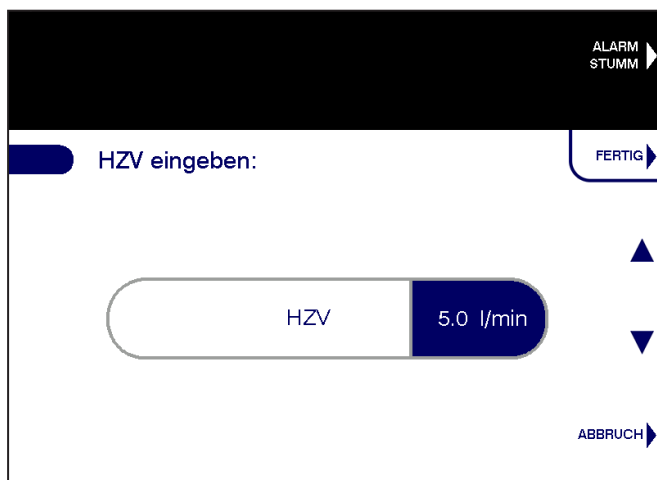 ALARM
STUMM
HZV eingeben:
FERTIG
HZV
5.0 l/min
ABBRUCH